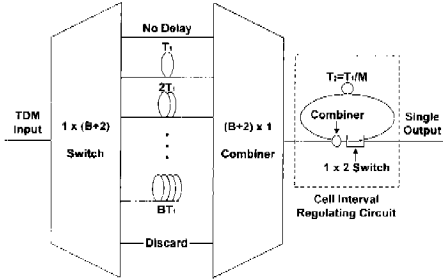 No Delay
T₁
2T₁
BT₁
Discard
TDM
Input
1 x (B+2)
Switch
(B+2) x 1
Combiner
T₂=T₁/M
Combiner
Single
Output
1 x 2 Switch
Cell Interval
Regulating Circuit